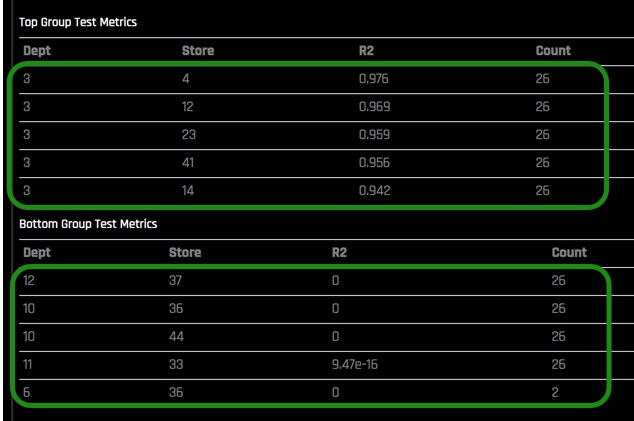 Top Group Test Metrics
Dept Store R2 Count
3 4 0.976 26
3 12 0.969 26
3 23 0.959 26
3 41 0.956 26
3 14 0.942 26
Bottom Group Test Metrics
Dept Store R2 Count
12 37 0 26
10 36 0 26
10 44 0 26
11 33 9.47e-16 26
6 36 0 2